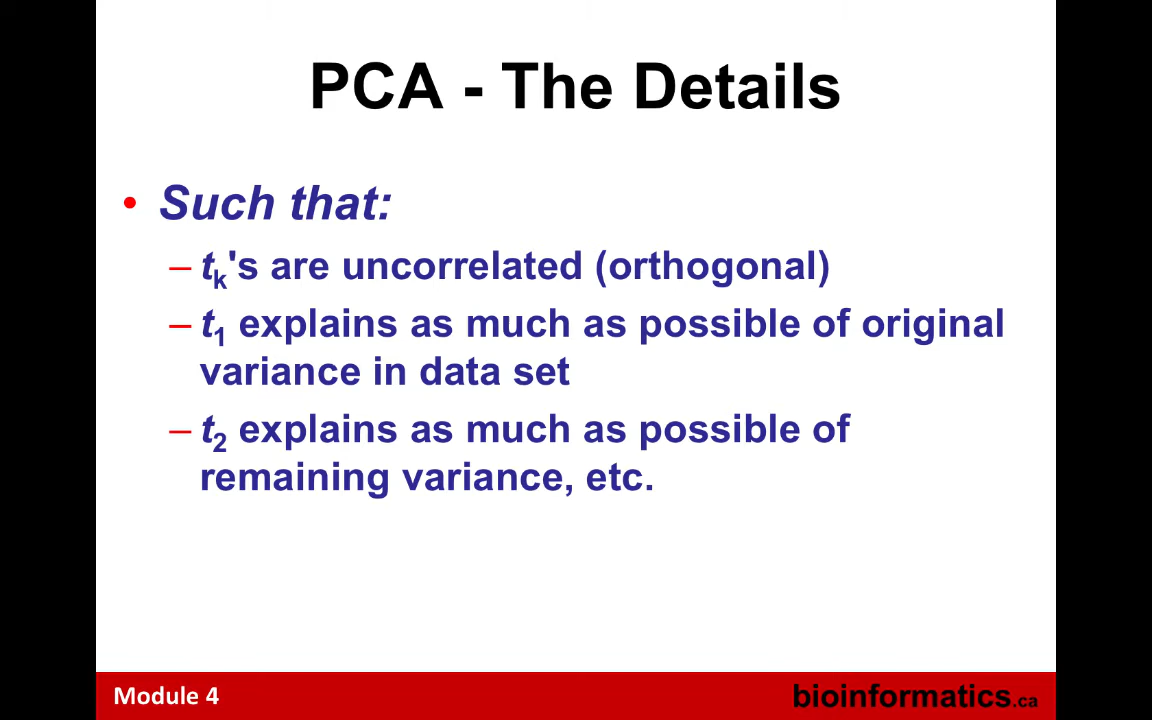 PCA - The Details
• Such that:
– tk's are uncorrelated (orthogonal)
– t1 explains as much as possible of original
variance in data set
– t2 explains as much as possible of
remaining variance, etc.
Module 4
bioinformatics.ca